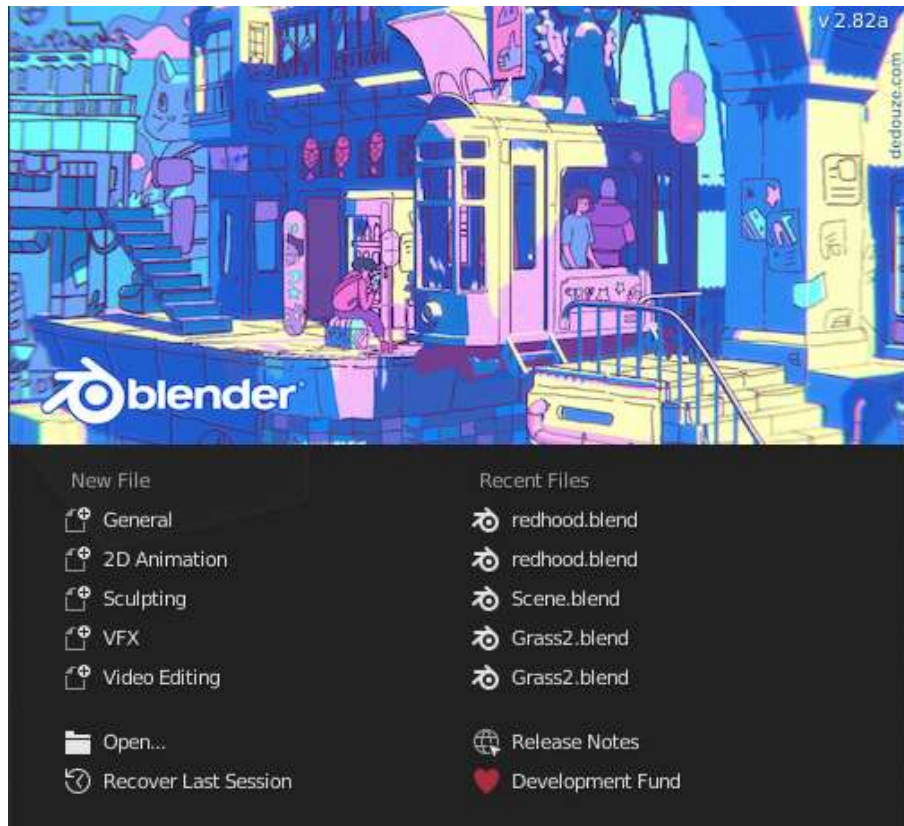 v 2.82a
dedouze.com
blender
New File
General
2D Animation
Sculpting
VFX
Video Editing
Open...
Recover Last Session
Recent Files
redhood.blend
redhood.blend
Scene.blend
Grass2.blend
Grass2.blend
Release Notes
Development Fund